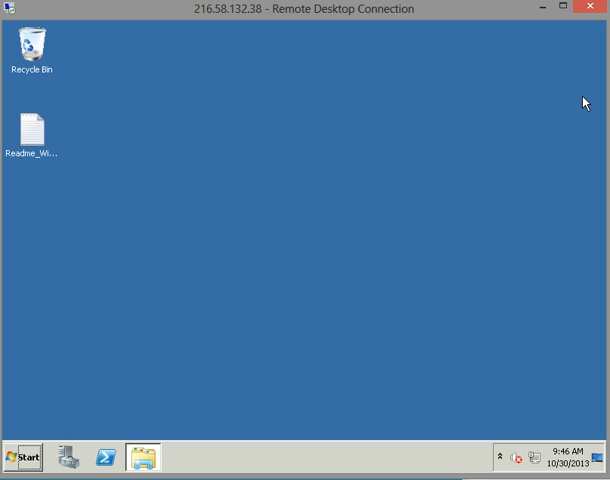 216.58.132.38 - Remote Desktop Connection
Recycle Bin
Readme_Wi...
Start
9:46 AM
10/30/2013